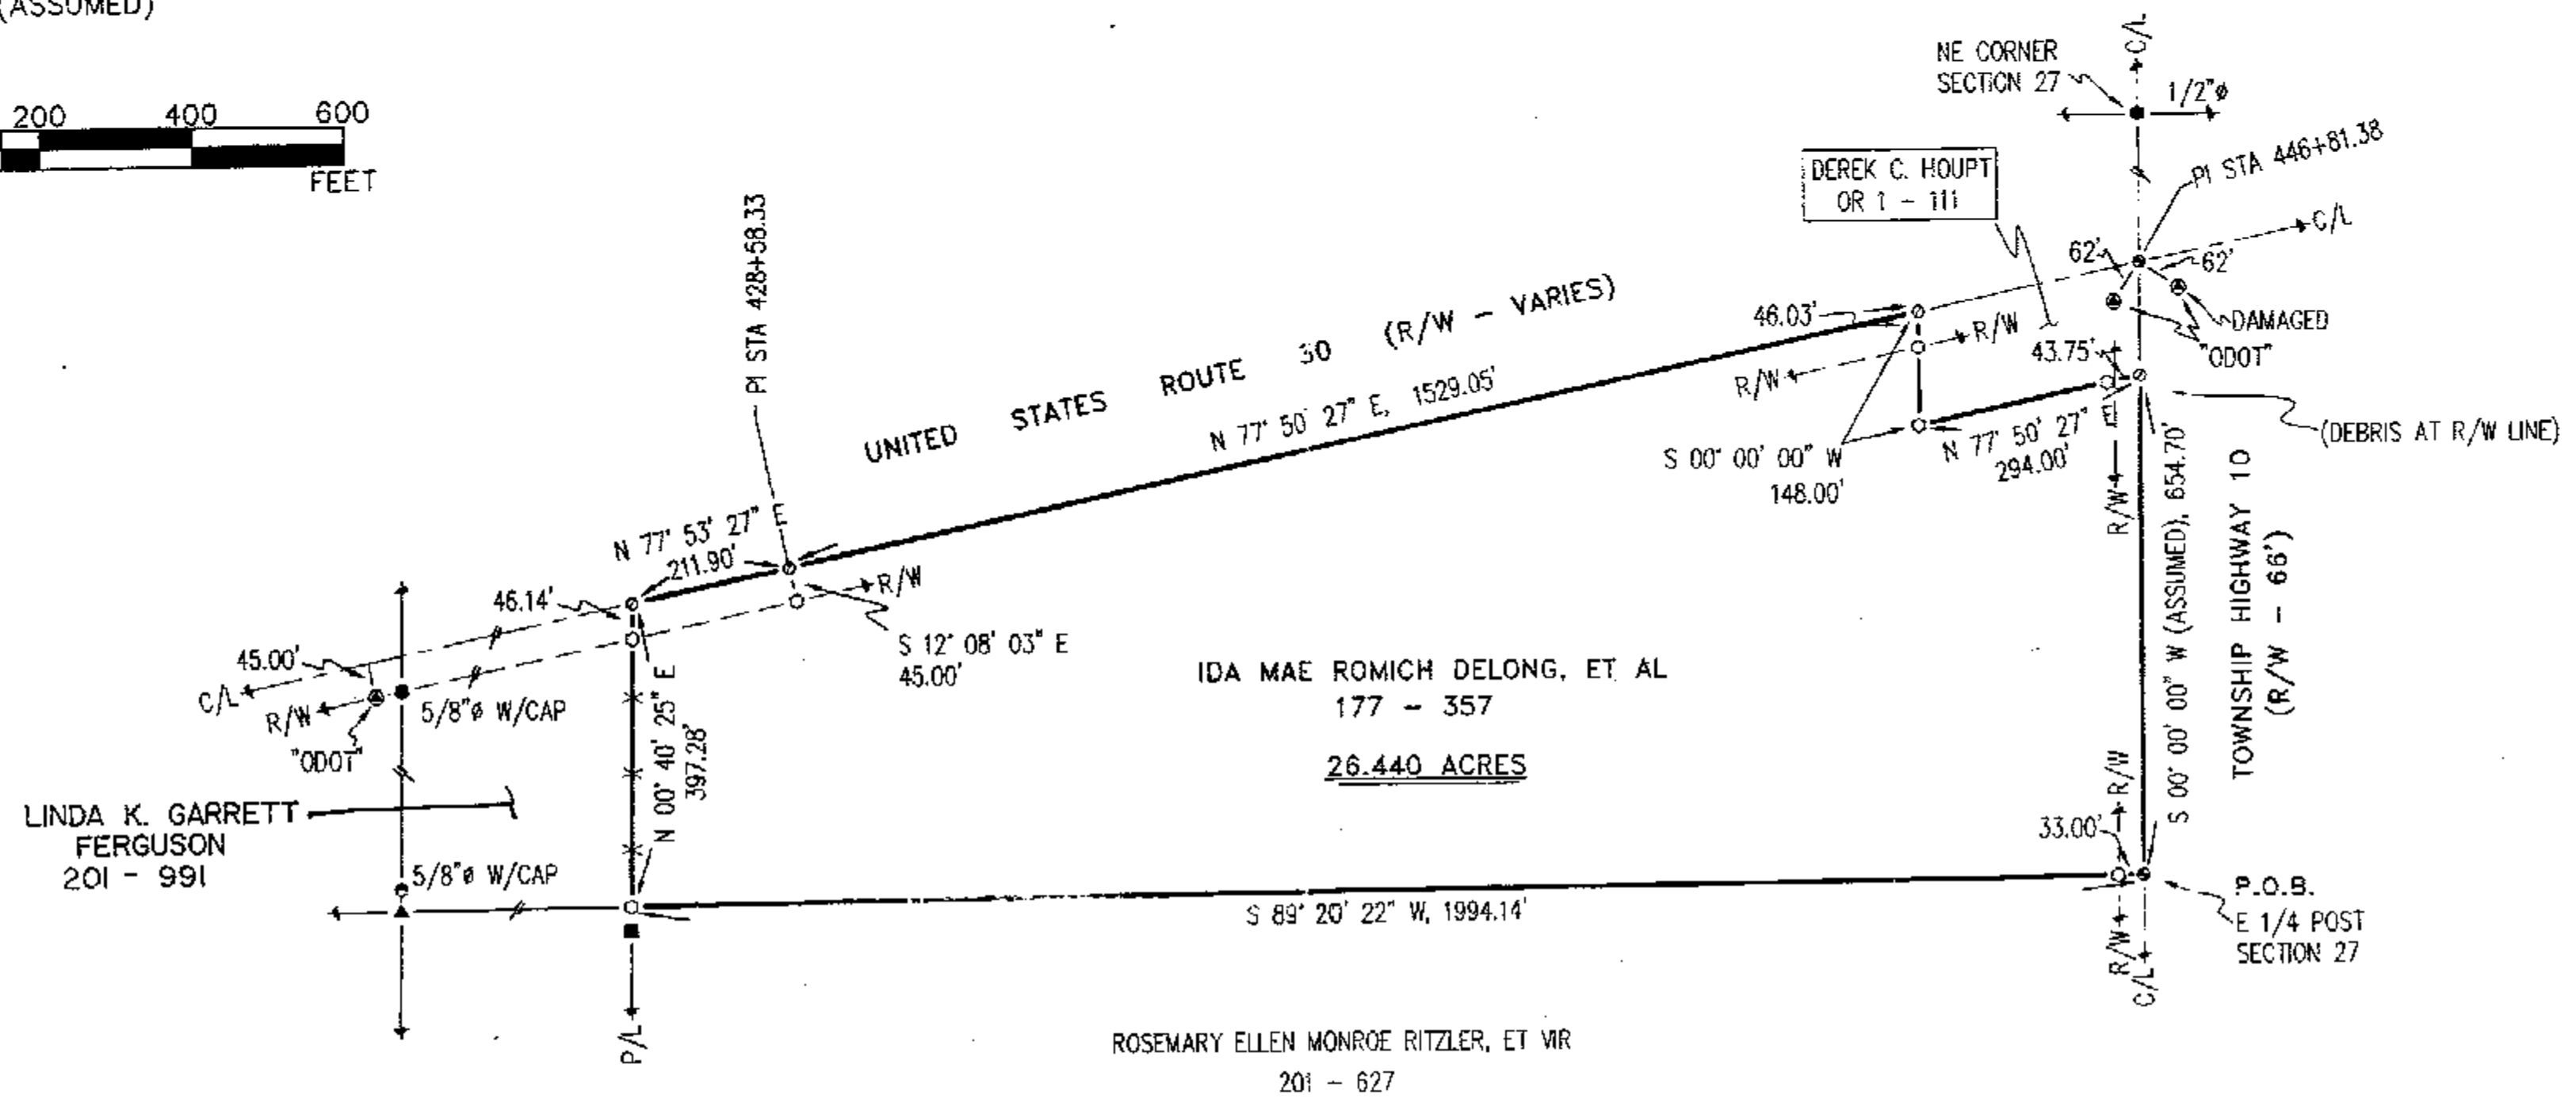 (ASSUMED)
200 400 600
FEET
NE CORNER
SECTION 27
C/L
1/2"ø
PI STA 446+81.38
C/L
DEREK C. HOUPT
OR 1 - 111
62'
62'
DAMAGED
"ODOT"
PI STA 428+58.33
UNITED STATES ROUTE 30 (R/W - VARIES)
46.03'
R/W
R/W
43.75'
N 77° 50' 27" E, 1529.05'
(DEBRIS AT R/W LINE)
S 00° 00' 00" W
148.00'
N 77° 50' 27" E
294.00'
R/W
S 00° 00' 00" W (ASSUMED), 654.70'
TOWNSHIP HIGHWAY 10
(R/W - 66')
N 77° 53' 27" E
211.90'
46.14'
R/W
S 12° 08' 03" E
45.00'
45.00'
C/L
R/W
"ODOT"
5/8"ø W/CAP
N 00° 40' 25" E
397.28'
IDA MAE ROMICH DELONG, ET AL
177 - 357
26.440 ACRES
LINDA K. GARRETT
FERGUSON
201 - 991
5/8"ø W/CAP
R/W
33.00'
S 89° 20' 22" W, 1994.14'
P.O.B.
E 1/4 POST
SECTION 27
R/W
C/L
P/L
ROSEMARY ELLEN MONROE RITZLER, ET VIR
201 - 627